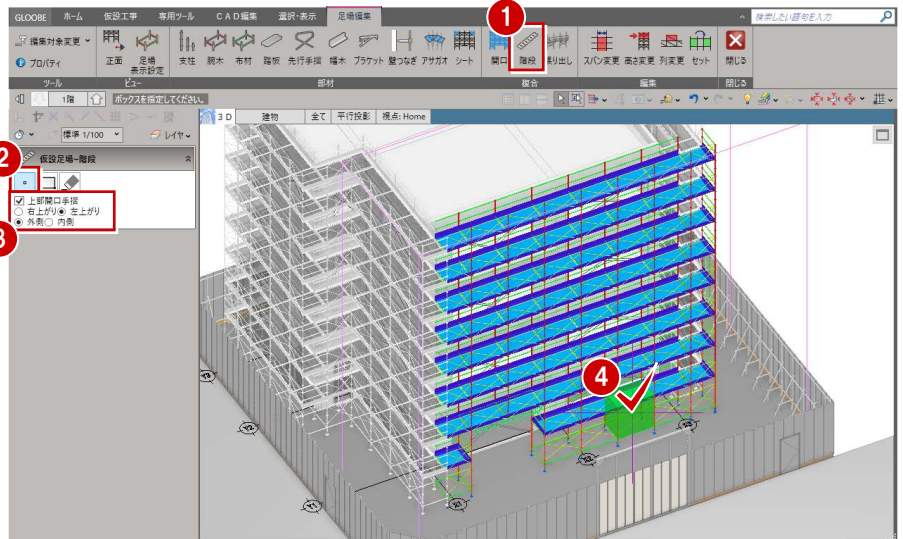 GLOOBE ホーム 仮設工事 専用ツール CAD編集 選択・表示 足場編集 検索したい語句を入力
1
編集対象変更
プロパティ
正面 足場表示設定 支柱 腕木 布材 踏板 先行手摺 幅木 ブラケット 壁つなぎ アサガオ シート 開口 階段 張り出し スパン変更 高さ変更 列変更 セット 閉じる
ツール ビュー 部材 複合 編集 閉じる
1階 ボックスを指定してください。
3D 建物 全て 平行投影 視点: Home
標準 1/100 レイヤ
2
仮設足場-階段
上部開口手摺
右上がり 左上がり
外側 内側
3
4
Y3
Y2
Y1
X1
X2
X3